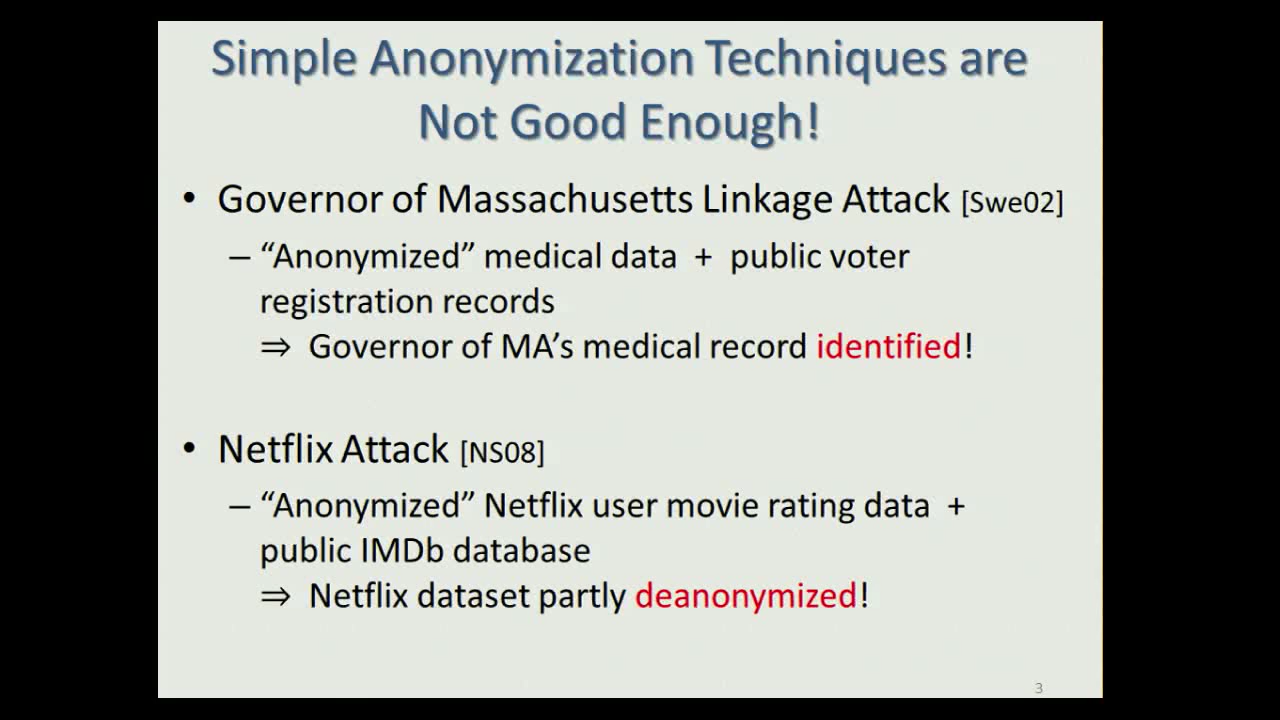 Simple Anonymization Techniques are
Not Good Enough!
• Governor of Massachusetts Linkage Attack [Swe02]
– “Anonymized” medical data + public voter
registration records
⇒ Governor of MA’s medical record identified!
• Netflix Attack [NS08]
– “Anonymized” Netflix user movie rating data +
public IMDb database
⇒ Netflix dataset partly deanonymized!
3